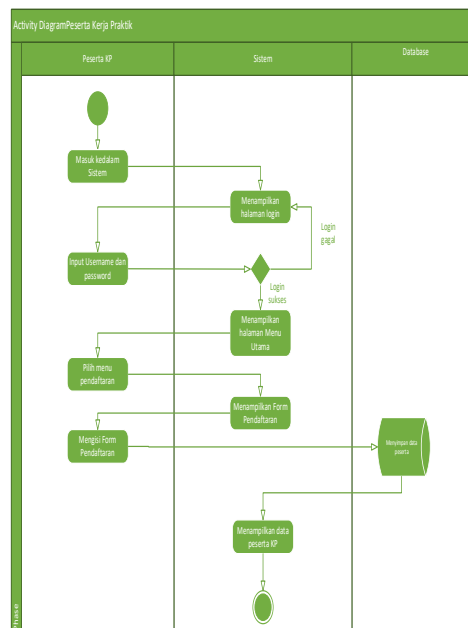 Activity DiagramPeserta Kerja Praktik
Peserta KP
Sistem
Database
Masuk kedalam
Sistem
Menampilkan
halaman login
Login
gagal
Input Username dan
password
Login
sukses
Menampilkan
halaman Menu
Utama
Pilih menu
pendaftaran
Menampilkan Form
Pendaftaran
Mengisi Form
Pendaftaran
Menyimpan data
peserta
Menampilkan data
peserta KP
Phase